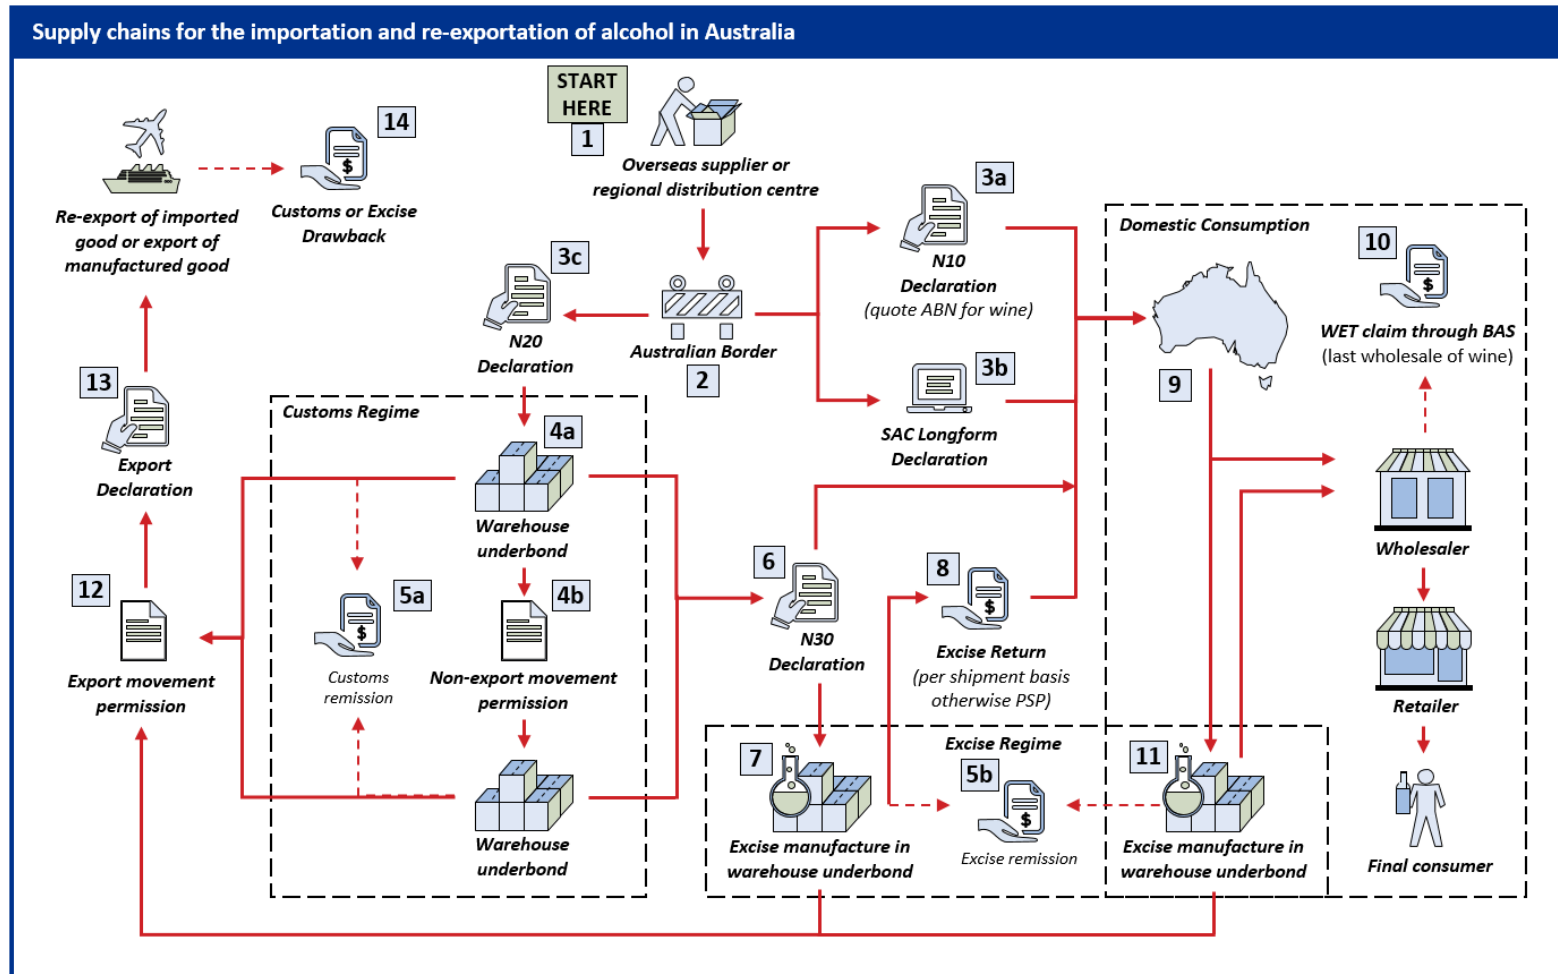 Supply chains for the importation and re-exportation of alcohol in Australia
START
HERE
1
Overseas supplier or
regional distribution centre
14
Customs or Excise
Drawback
Re-export of imported
good or export of
manufactured good
3a
N10
Declaration
(quote ABN for wine)
3c
N20
Declaration
Australian Border
2
3b
SAC Longform
Declaration
Domestic Consumption
10
WET claim through BAS
(last wholesale of wine)
9
13
Export
Declaration
Customs Regime
4a
Warehouse
underbond
Wholesaler
12
Export movement
permission
5a
Customs
remission
4b
Non-export movement
permission
6
N30
Declaration
8
Excise Return
(per shipment basis
otherwise PSP)
Retailer
Warehouse
underbond
7
Excise manufacture in
warehouse underbond
Excise Regime
5b
Excise remission
11
Excise manufacture in
warehouse underbond
Final consumer
$
$
$
$
$